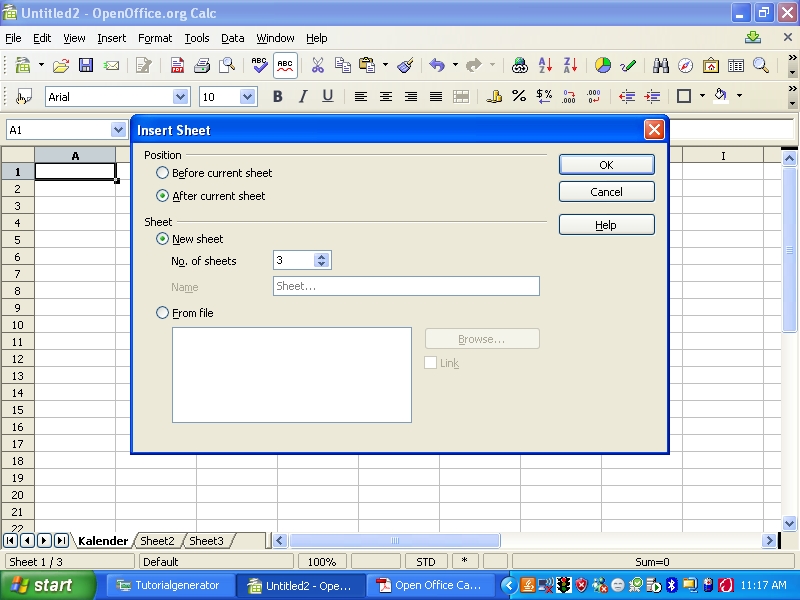 Untitled2 - OpenOffice.org Calc
File Edit View Insert Format Tools Data Window Help
ABC ABC
Arial 10 B I U
A1
Insert Sheet
A I
Position
Before current sheet
After current sheet
OK
Cancel
Sheet
Help
New sheet
No. of sheets 3
Name Sheet...
From file
Browse...
Link
1
2
3
4
5
6
7
8
9
10
11
12
13
14
15
16
17
18
19
20
21
22
Kalender Sheet2 Sheet3
Sheet 1 / 3 Default 100% STD * Sum=0
start Tutorialgenerator Untitled2 - Ope... Open Office Ca... 11:17 AM